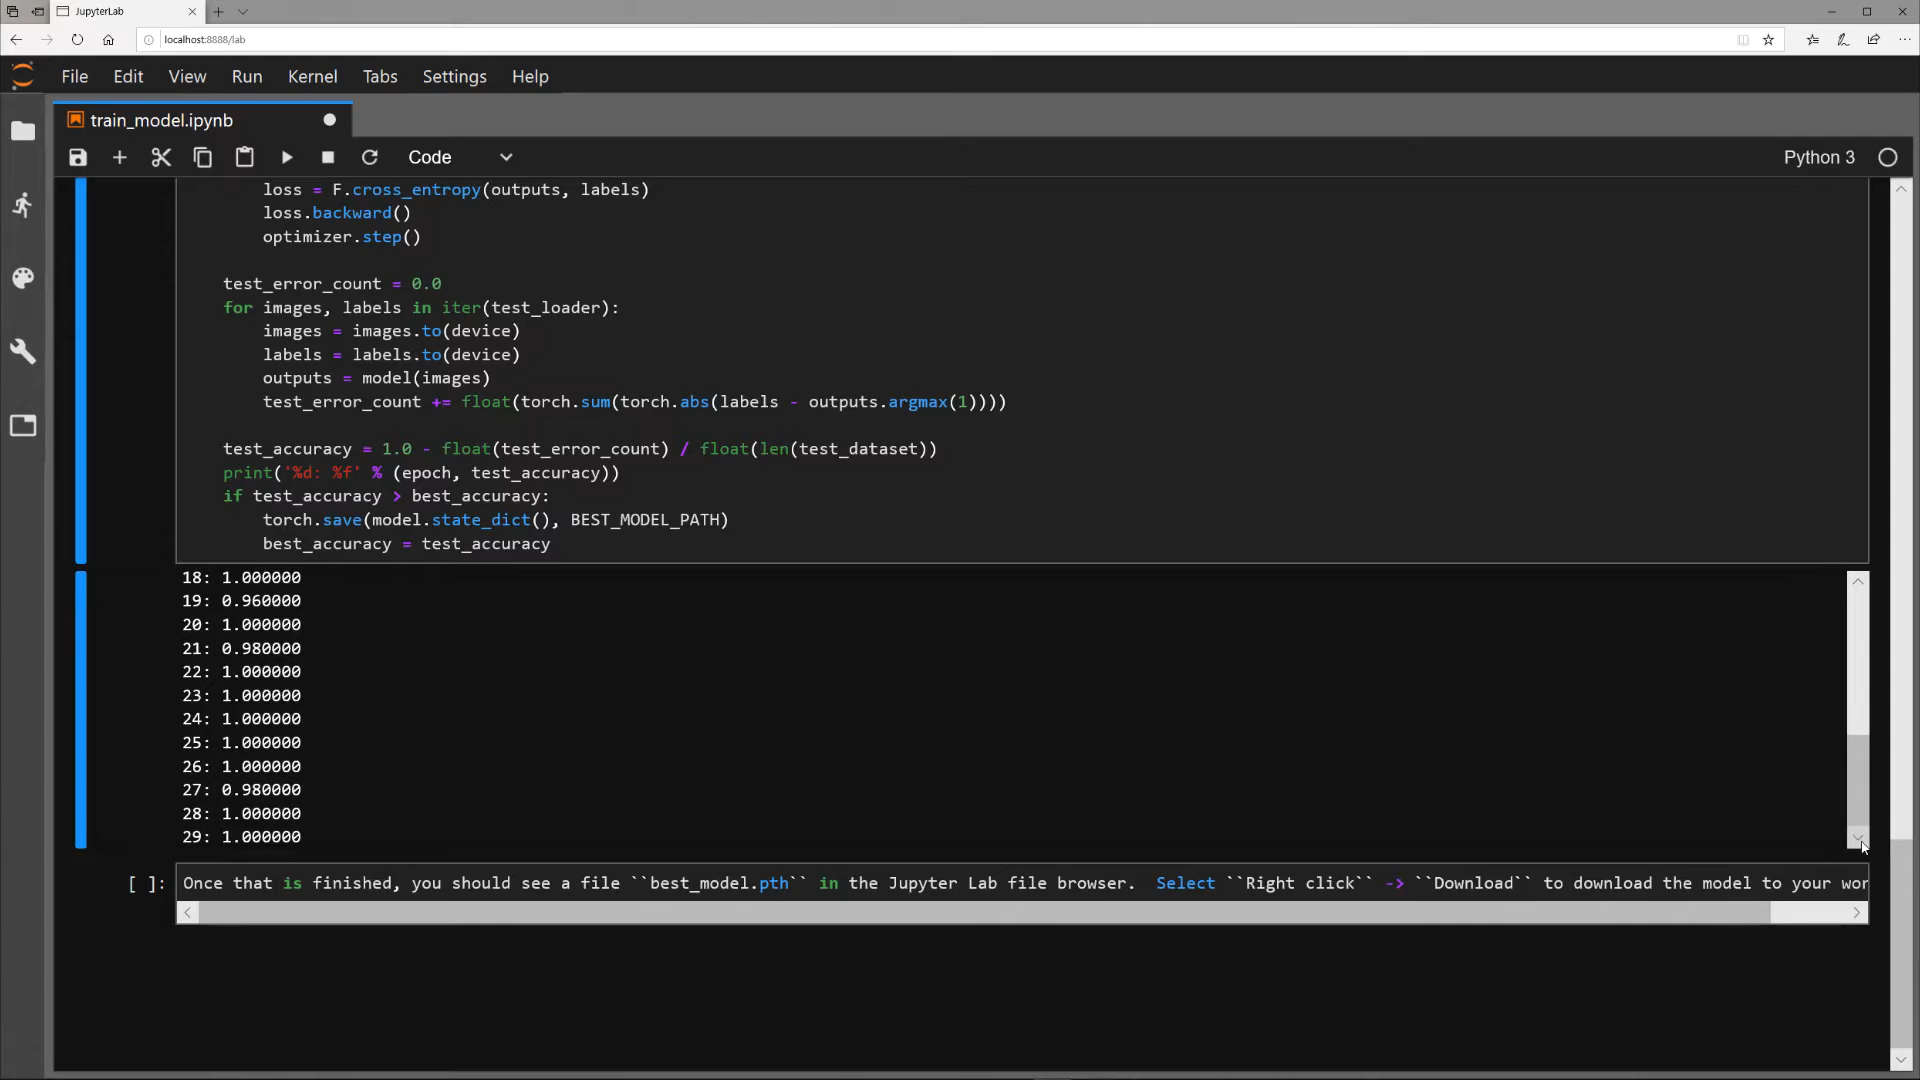 JupyterLab
localhost:8888/lab
File Edit View Run Kernel Tabs Settings Help
train_model.ipynb
Code
Python 3
        loss = F.cross_entropy(outputs, labels)
        loss.backward()
        optimizer.step()
    test_error_count = 0.0
    for images, labels in iter(test_loader):
        images = images.to(device)
        labels = labels.to(device)
        outputs = model(images)
        test_error_count += float(torch.sum(torch.abs(labels - outputs.argmax(1))))
    test_accuracy = 1.0 - float(test_error_count) / float(len(test_dataset))
    print('%d: %f' % (epoch, test_accuracy))
    if test_accuracy > best_accuracy:
        torch.save(model.state_dict(), BEST_MODEL_PATH)
        best_accuracy = test_accuracy
18: 1.000000
19: 0.960000
20: 1.000000
21: 0.980000
22: 1.000000
23: 1.000000
24: 1.000000
25: 1.000000
26: 1.000000
27: 0.980000
28: 1.000000
29: 1.000000
[ ]: Once that is finished, you should see a file ``best_model.pth`` in the Jupyter Lab file browser.  Select ``Right click`` -> ``Download`` to download the model to your wor